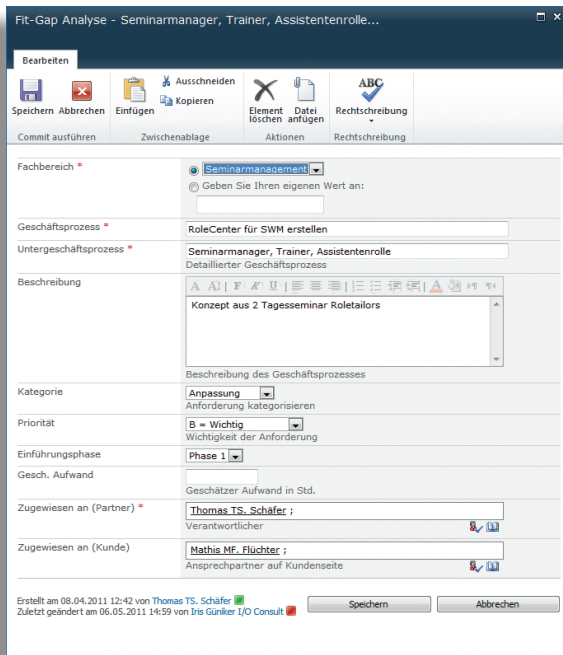 Fit-Gap Analyse - Seminarmanager, Trainer, Assistentenrolle...
Bearbeiten
Speichern Abbrechen Einfügen Ausschneiden Kopieren Element löschen Datei anfügen ABC Rechtschreibung
Commit ausführen Zwischenablage Aktionen Rechtschreibung
Fachbereich * Seminarmanagement
Geben Sie Ihren eigenen Wert an:
Geschäftsprozess * RoleCenter für SWM erstellen
Untergeschäftsprozess * Seminarmanager, Trainer, Assistentenrolle
Detaillierter Geschäftsprozess
Beschreibung
Konzept aus 2 Tagesseminar Roletailors
Beschreibung des Geschäftsprozesses
Kategorie Anpassung
Anforderung kategorisieren
Priorität B = Wichtig
Wichtigkeit der Anforderung
Einführungsphase Phase 1
Gesch. Aufwand
Geschätzer Aufwand in Std.
Zugewiesen an (Partner) * Thomas TS. Schäfer ;
Verantwortlicher
Zugewiesen an (Kunde) Mathis MF. Flüchter ;
Ansprechpartner auf Kundenseite
Erstellt am 08.04.2011 12:42 von Thomas TS. Schäfer
Zuletzt geändert am 06.05.2011 14:59 von Iris Güniker I/O Consult
Speichern Abbrechen